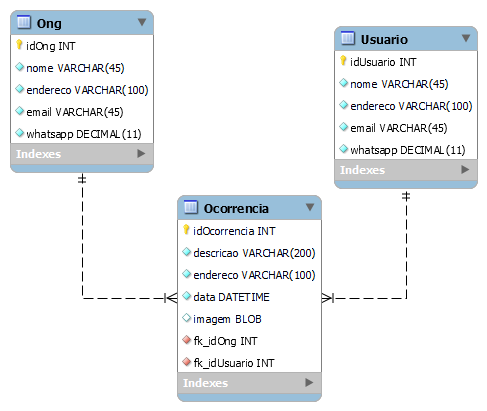 Ong
idOng INT
nome VARCHAR(45)
endereco VARCHAR(100)
email VARCHAR(45)
whatsapp DECIMAL(11)
Indexes
Usuario
idUsuario INT
nome VARCHAR(45)
endereco VARCHAR(100)
email VARCHAR(45)
whatsapp DECIMAL(11)
Indexes
Ocorrencia
idOcorrencia INT
descricao VARCHAR(200)
endereco VARCHAR(100)
data DATETIME
imagem BLOB
fk_idOng INT
fk_idUsuario INT
Indexes